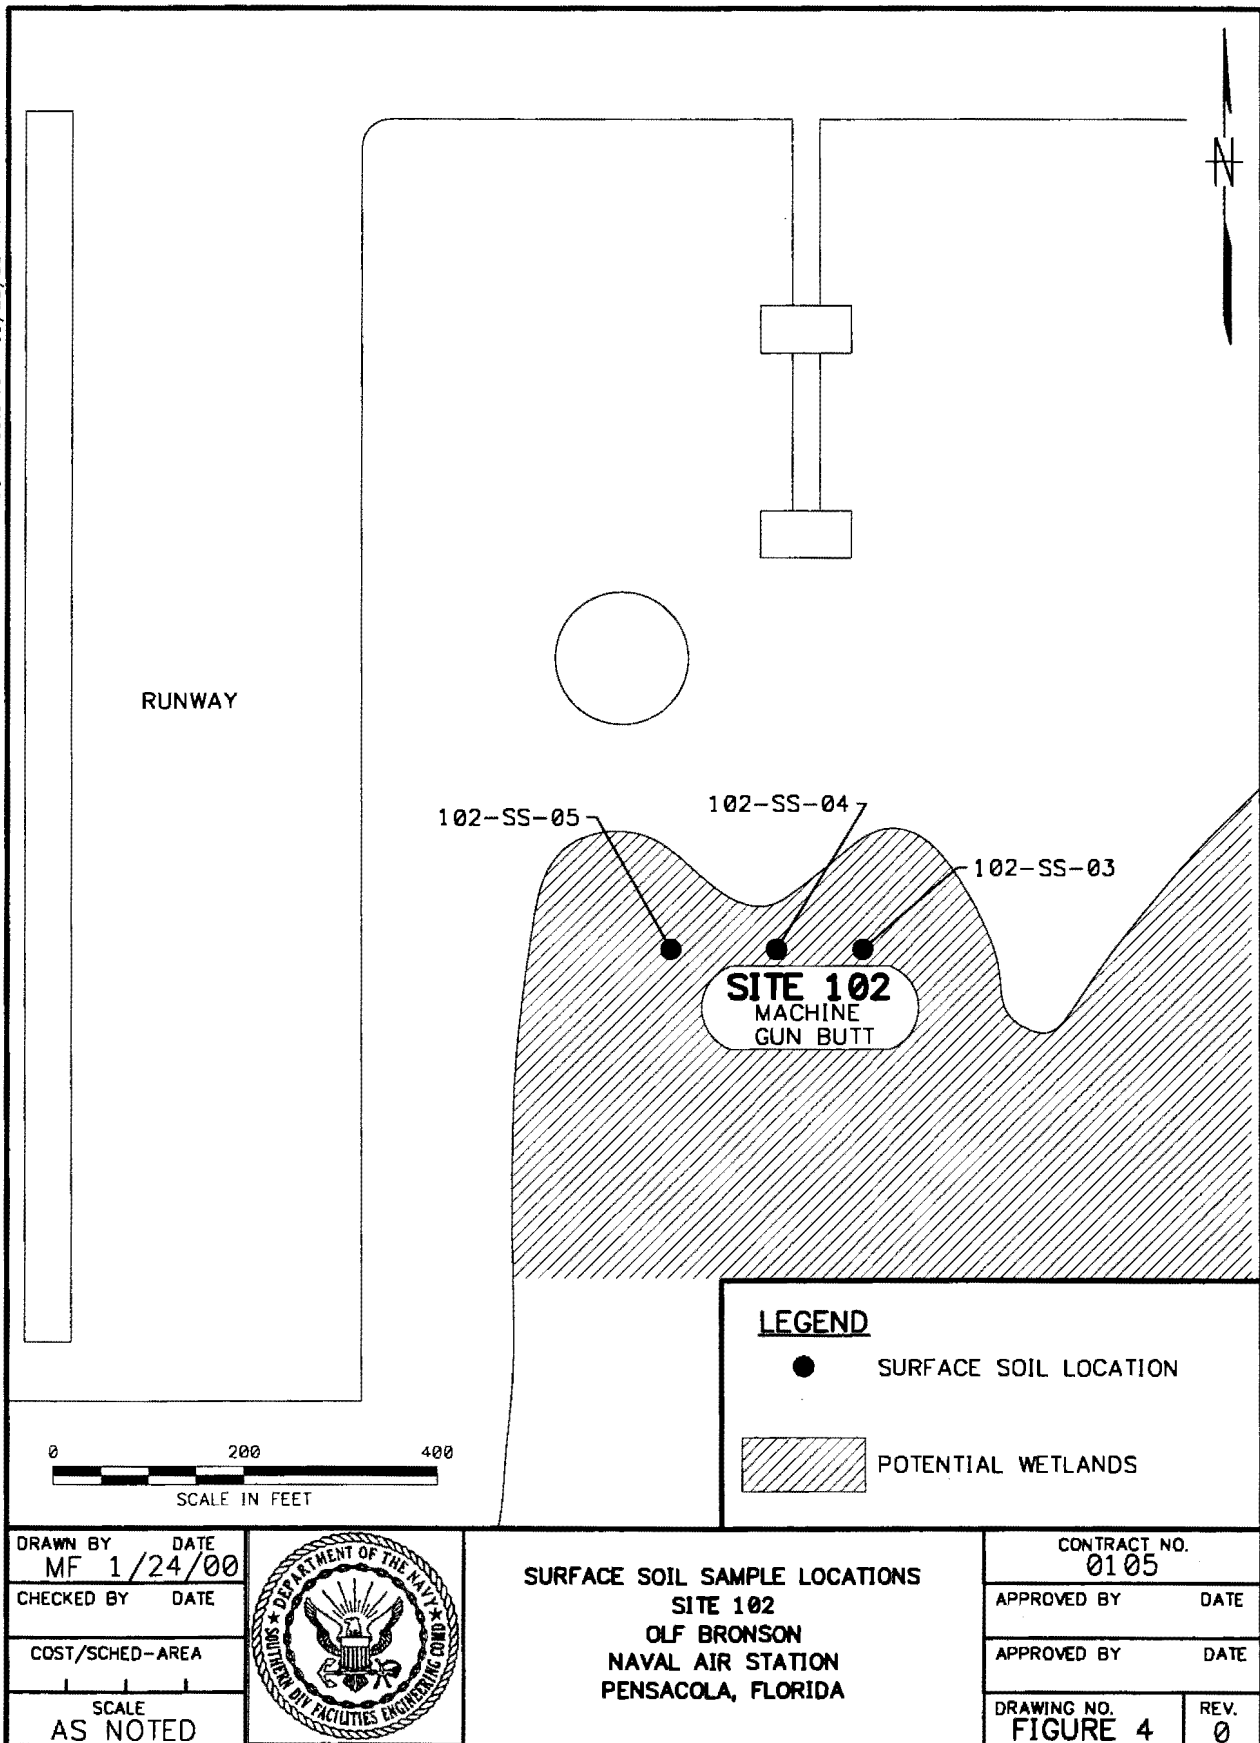 N
RUNWAY
102-SS-05
102-SS-04
102-SS-03
SITE 102
MACHINE
GUN BUTT
LEGEND
SURFACE SOIL LOCATION
POTENTIAL WETLANDS
0 200 400
SCALE IN FEET
DRAWN BY DATE
MF 1/24/00
CHECKED BY DATE
COST/SCHED-AREA
SCALE
AS NOTED
DEPARTMENT OF THE NAVY
SOUTHERN DIV FACILITIES ENGINEERING COMD
SURFACE SOIL SAMPLE LOCATIONS
SITE 102
OLF BRONSON
NAVAL AIR STATION
PENSACOLA, FLORIDA
CONTRACT NO.
0105
APPROVED BY DATE
APPROVED BY DATE
DRAWING NO.
FIGURE 4
REV.
0